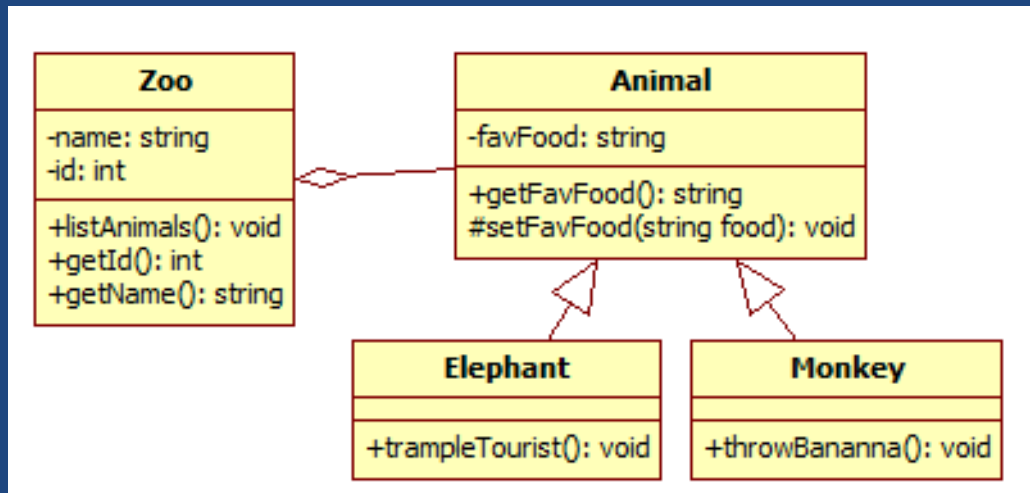 Zoo
-name: string
-id: int
+listAnimals(): void
+getId(): int
+getName(): string
Animal
-favFood: string
+getFavFood(): string
#setFavFood(string food): void
Elephant
+trampleTourist(): void
Monkey
+throwBananna(): void